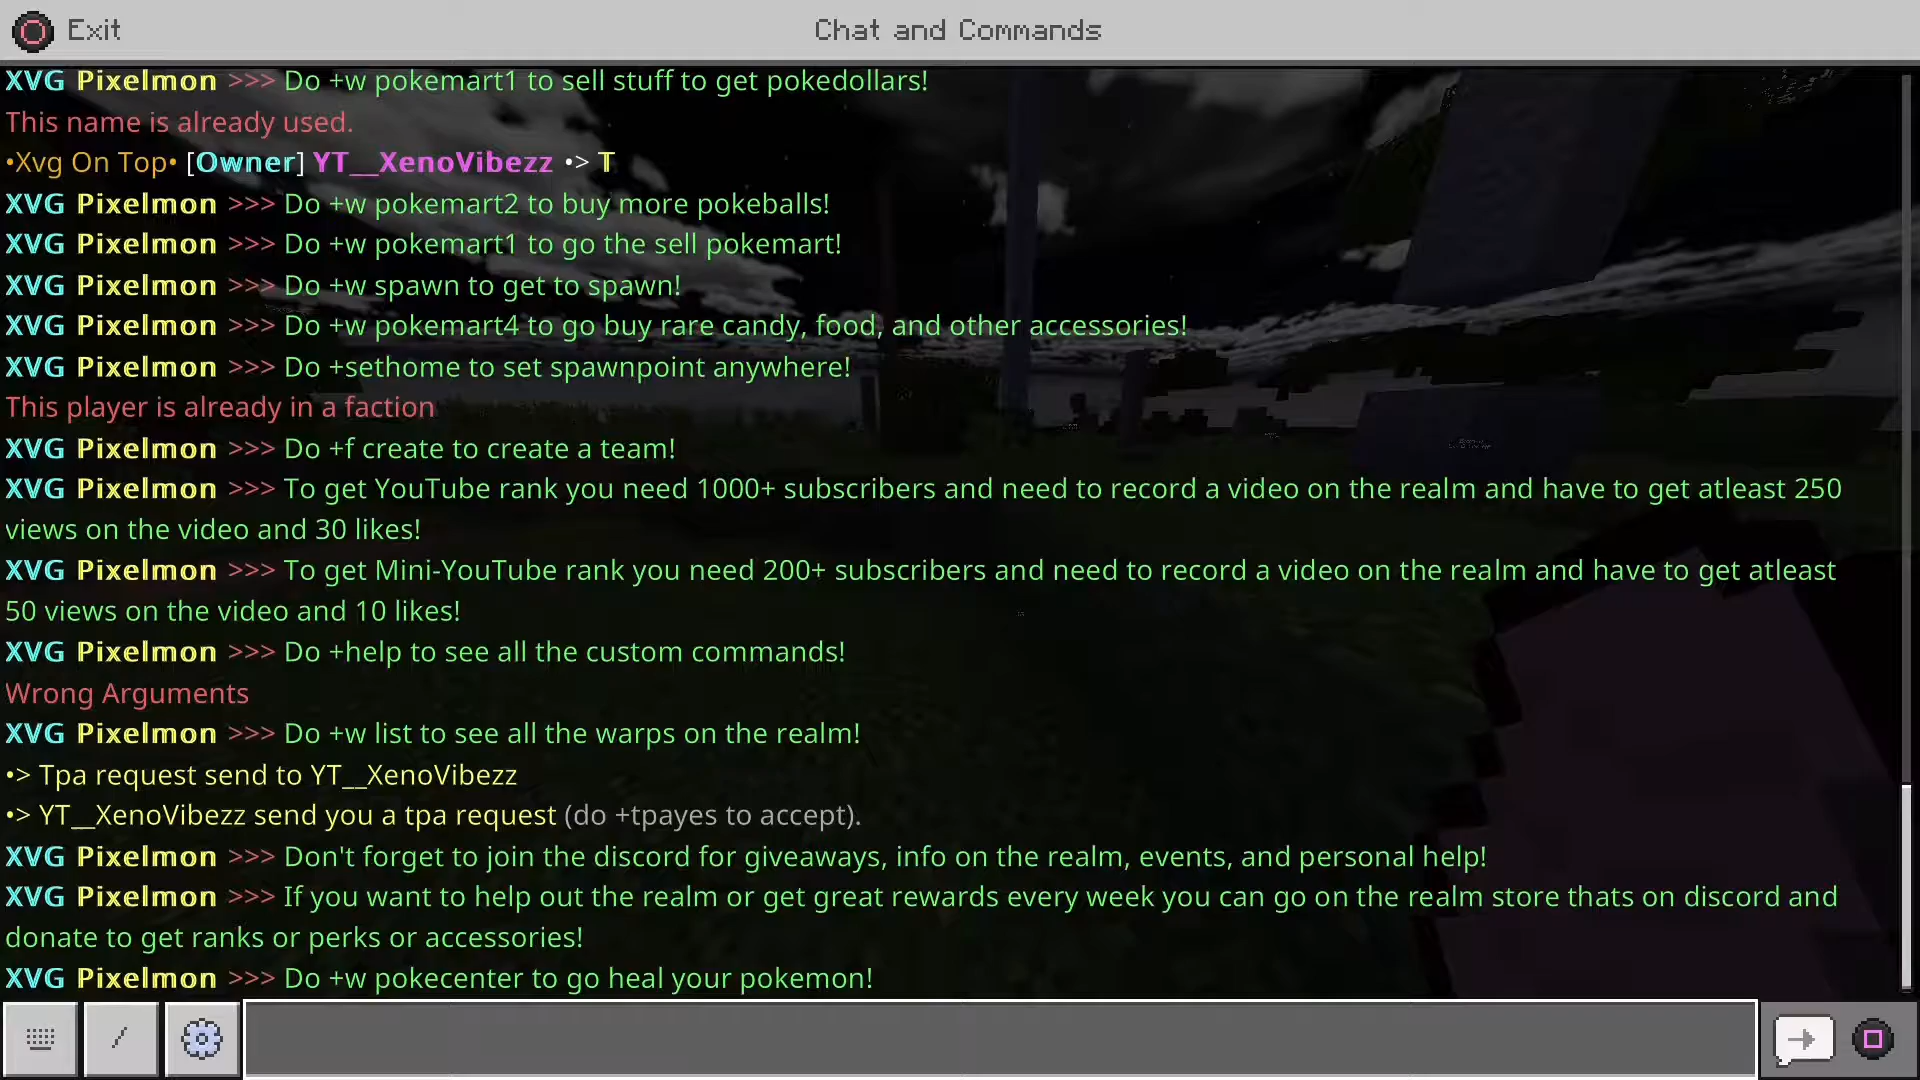 Exit
Chat and Commands
XVG Pixelmon >>> Do +w pokemart1 to sell stuff to get pokedollars!
This name is already used.
•Xvg On Top• [Owner] YT__XenoVibezz •> T
XVG Pixelmon >>> Do +w pokemart2 to buy more pokeballs!
XVG Pixelmon >>> Do +w pokemart1 to go the sell pokemart!
XVG Pixelmon >>> Do +w spawn to get to spawn!
XVG Pixelmon >>> Do +w pokemart4 to go buy rare candy, food, and other accessories!
XVG Pixelmon >>> Do +sethome to set spawnpoint anywhere!
This player is already in a faction
XVG Pixelmon >>> Do +f create to create a team!
XVG Pixelmon >>> To get YouTube rank you need 1000+ subscribers and need to record a video on the realm and have to get atleast 250
views on the video and 30 likes!
XVG Pixelmon >>> To get Mini-YouTube rank you need 200+ subscribers and need to record a video on the realm and have to get atleast
50 views on the video and 10 likes!
XVG Pixelmon >>> Do +help to see all the custom commands!
Wrong Arguments
XVG Pixelmon >>> Do +w list to see all the warps on the realm!
•> Tpa request send to YT__XenoVibezz
•> YT__XenoVibezz send you a tpa request (do +tpayes to accept).
XVG Pixelmon >>> Don't forget to join the discord for giveaways, info on the realm, events, and personal help!
XVG Pixelmon >>> If you want to help out the realm or get great rewards every week you can go on the realm store thats on discord and
donate to get ranks or perks or accessories!
XVG Pixelmon >>> Do +w pokecenter to go heal your pokemon!
/